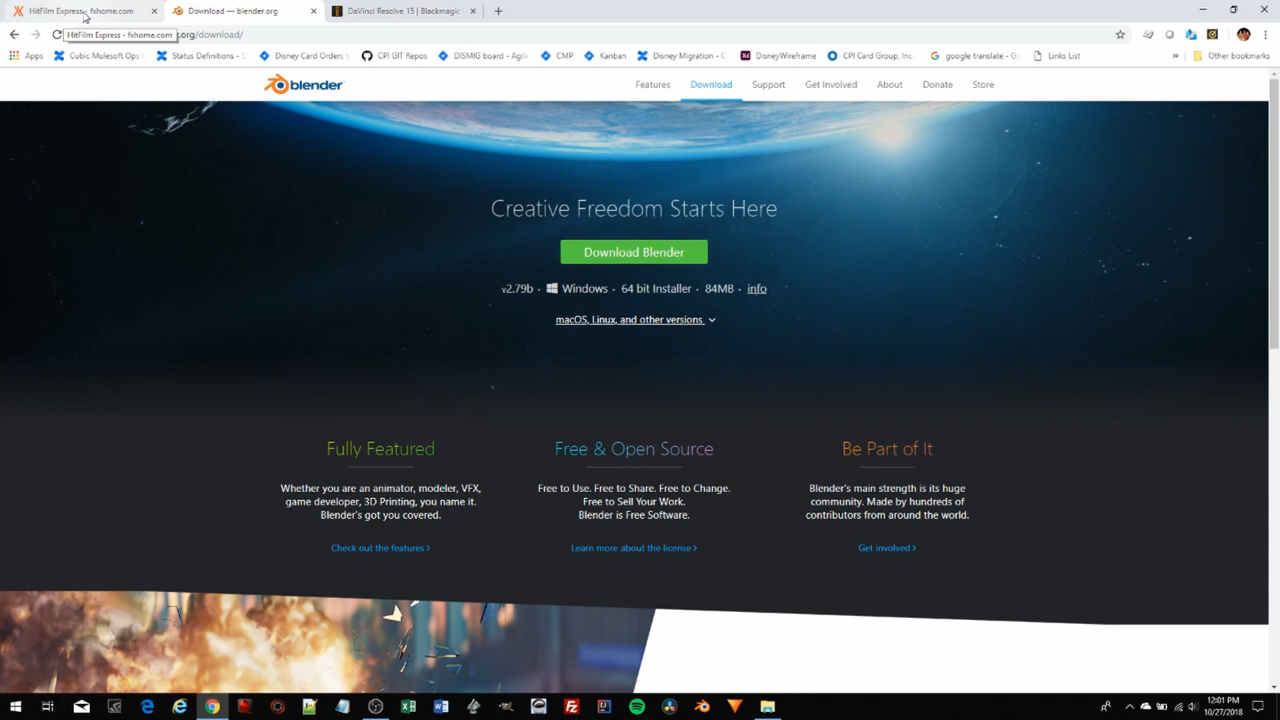 HitFilm Express - fxhome.com
Download — blender.org
DaVinci Resolve 15 | Blackmagic
HitFilm Express - fxhome.com
.org/download/
Apps
Cubic Mulesoft Ops
Status Definitions - D
Disney Card Orders
CPI GIT Repos
DISMIG board - Agile
CMP
Kanban
Disney Migration - C
DisneyWireframe
CPI Card Group, Inc.
google translate - Go
Links List
»
Other bookmarks
blender
Features
Download
Support
Get Involved
About
Donate
Store
Creative Freedom Starts Here
Download Blender
v2.79b · Windows · 64 bit Installer · 84MB · info
macOS, Linux, and other versions
Fully Featured
Whether you are an animator, modeler, VFX,
game developer, 3D Printing, you name it.
Blender's got you covered.
Check out the features ›
Free & Open Source
Free to Use. Free to Share. Free to Change.
Free to Sell Your Work.
Blender is Free Software.
Learn more about the license ›
Be Part of It
Blender's main strength is its huge
community. Made by hundreds of
contributors from around the world.
Get involved ›
12:01 PM
10/27/2018